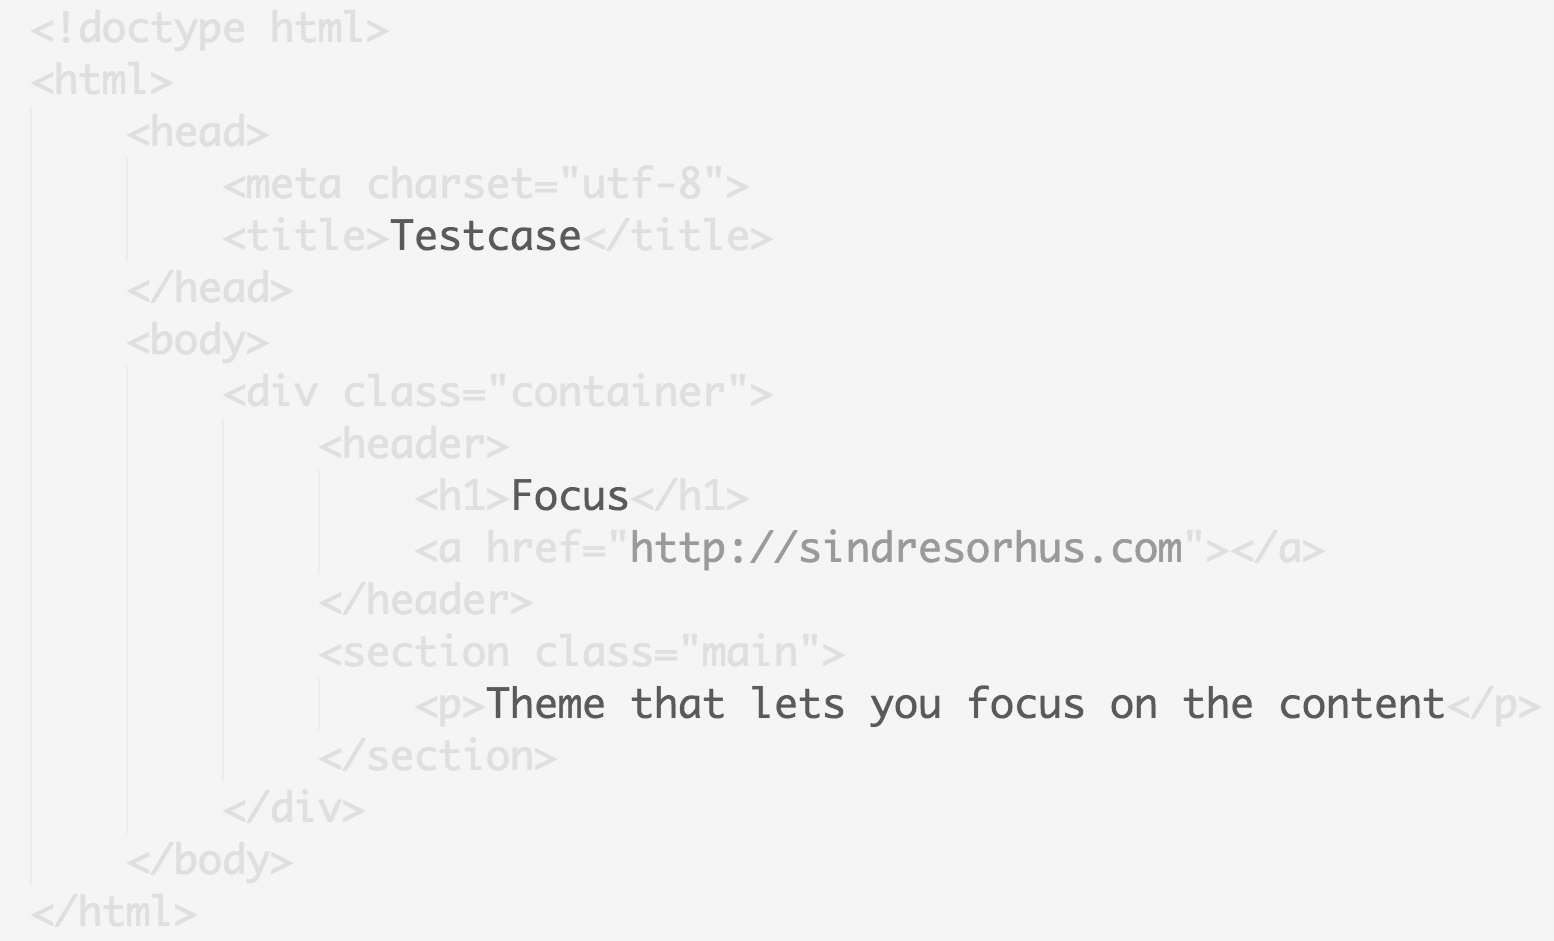 <!doctype html>
<html>
    <head>
        <meta charset="utf-8">
        <title>Testcase</title>
    </head>
    <body>
        <div class="container">
            <header>
                <h1>Focus</h1>
                <a href="http://sindresorhus.com"></a>
            </header>
            <section class="main">
                <p>Theme that lets you focus on the content</p>
            </section>
        </div>
    </body>
</html>